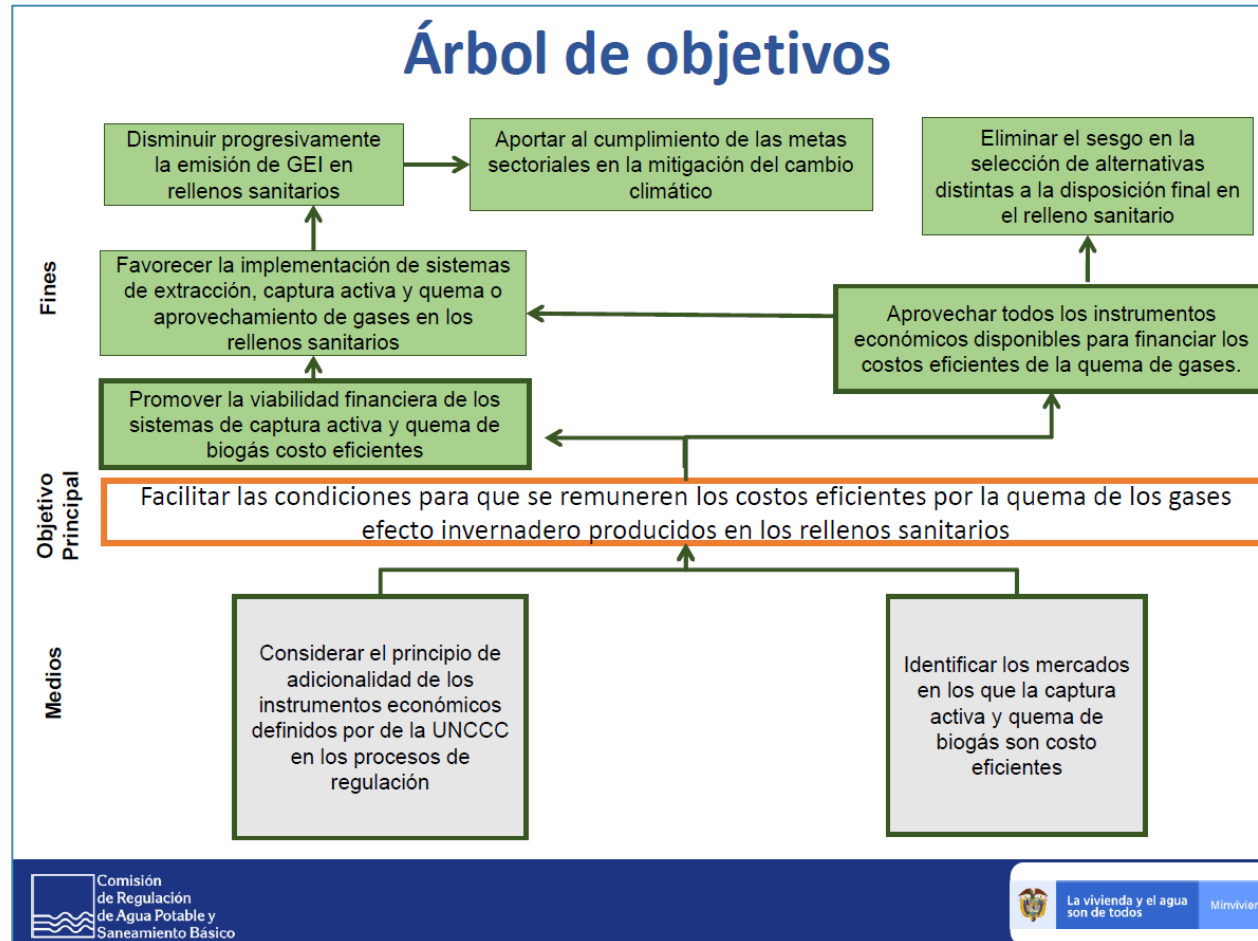 Árbol de objetivos
Disminuir progresivamente
la emisión de GEI en
rellenos sanitarios
Aportar al cumplimiento de las metas
sectoriales en la mitigación del cambio
climático
Eliminar el sesgo en la
selección de alternativas
distintas a la disposición final en
el relleno sanitario
Fines
Favorecer la implementación de sistemas
de extracción, captura activa y quema o
aprovechamiento de gases en los
rellenos sanitarios
Aprovechar todos los instrumentos
económicos disponibles para financiar los
costos eficientes de la quema de gases.
Promover la viabilidad financiera de los
sistemas de captura activa y quema de
biogás costo eficientes
Objetivo
Principal
Facilitar las condiciones para que se remuneren los costos eficientes por la quema de los gases
efecto invernadero producidos en los rellenos sanitarios
Medios
Considerar el principio de
adicionalidad de los
instrumentos económicos
definidos por de la UNCCC
en los procesos de
regulación
Identificar los mercados
en los que la captura
activa y quema de
biogás son costo
eficientes
Comisión
de Regulación
de Agua Potable y
Saneamiento Básico
La vivienda y el agua
son de todos
Minvivien